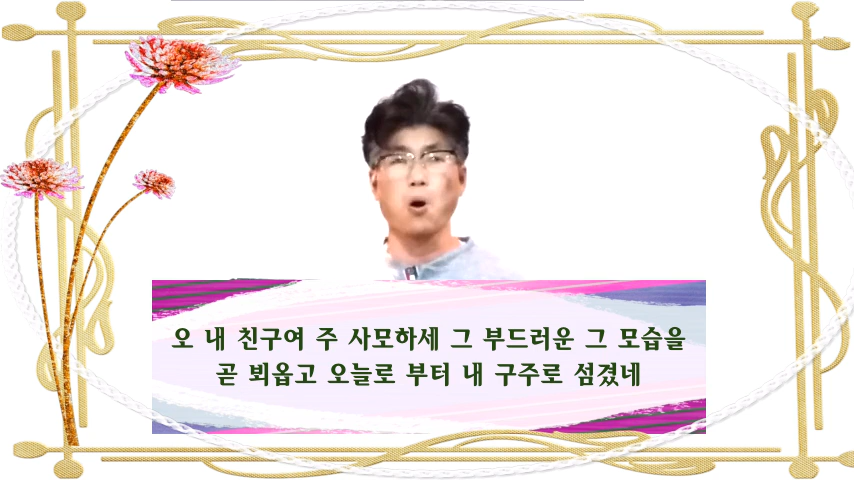 오 내 친구여 주 사모하세 그 부드러운 그 모습을
곧 뵈옵고 오늘로 부터 내 구주로 섬겼네